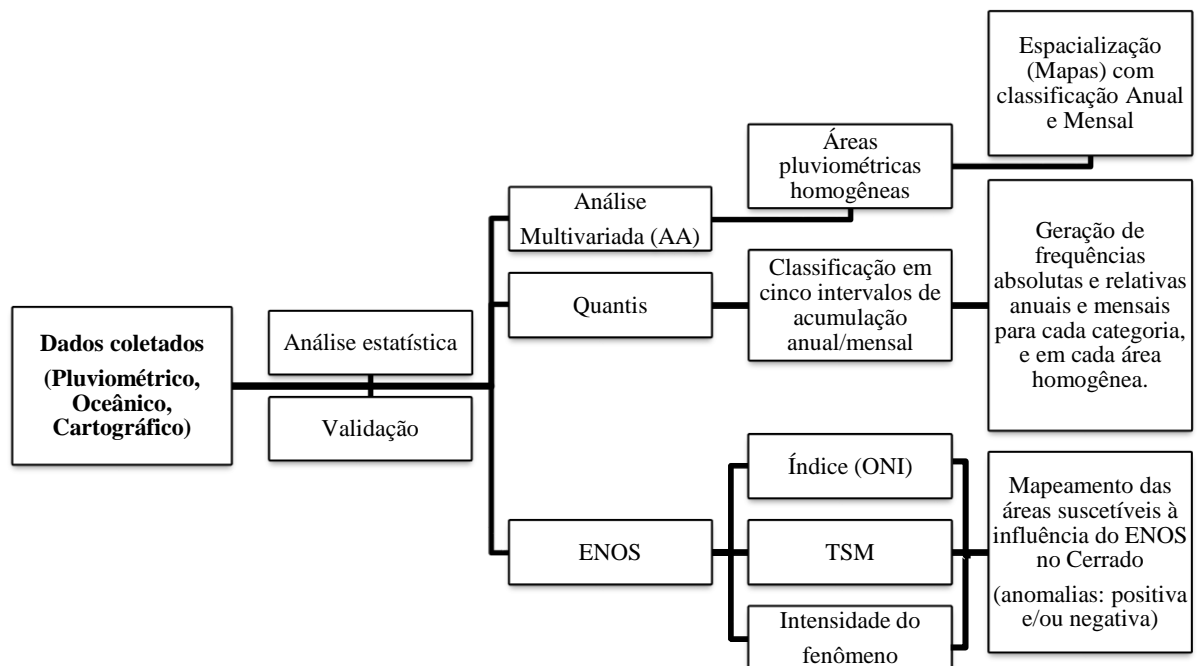 Dados coletados
(Pluviométrico,
Oceânico,
Cartográfico)
Análise estatística
Validação
Análise
Multivariada (AA)
Áreas
pluviométricas
homogêneas
Espacialização
(Mapas) com
classificação Anual
e Mensal
Quantis
Classificação em
cinco intervalos de
acumulação
anual/mensal
Geração de
frequências
absolutas e relativas
anuais e mensais
para cada categoria,
e em cada área
homogênea.
ENOS
Índice (ONI)
TSM
Intensidade do
fenômeno
Mapeamento das
áreas suscetíveis à
influência do ENOS
no Cerrado
(anomalias: positiva
e/ou negativa)